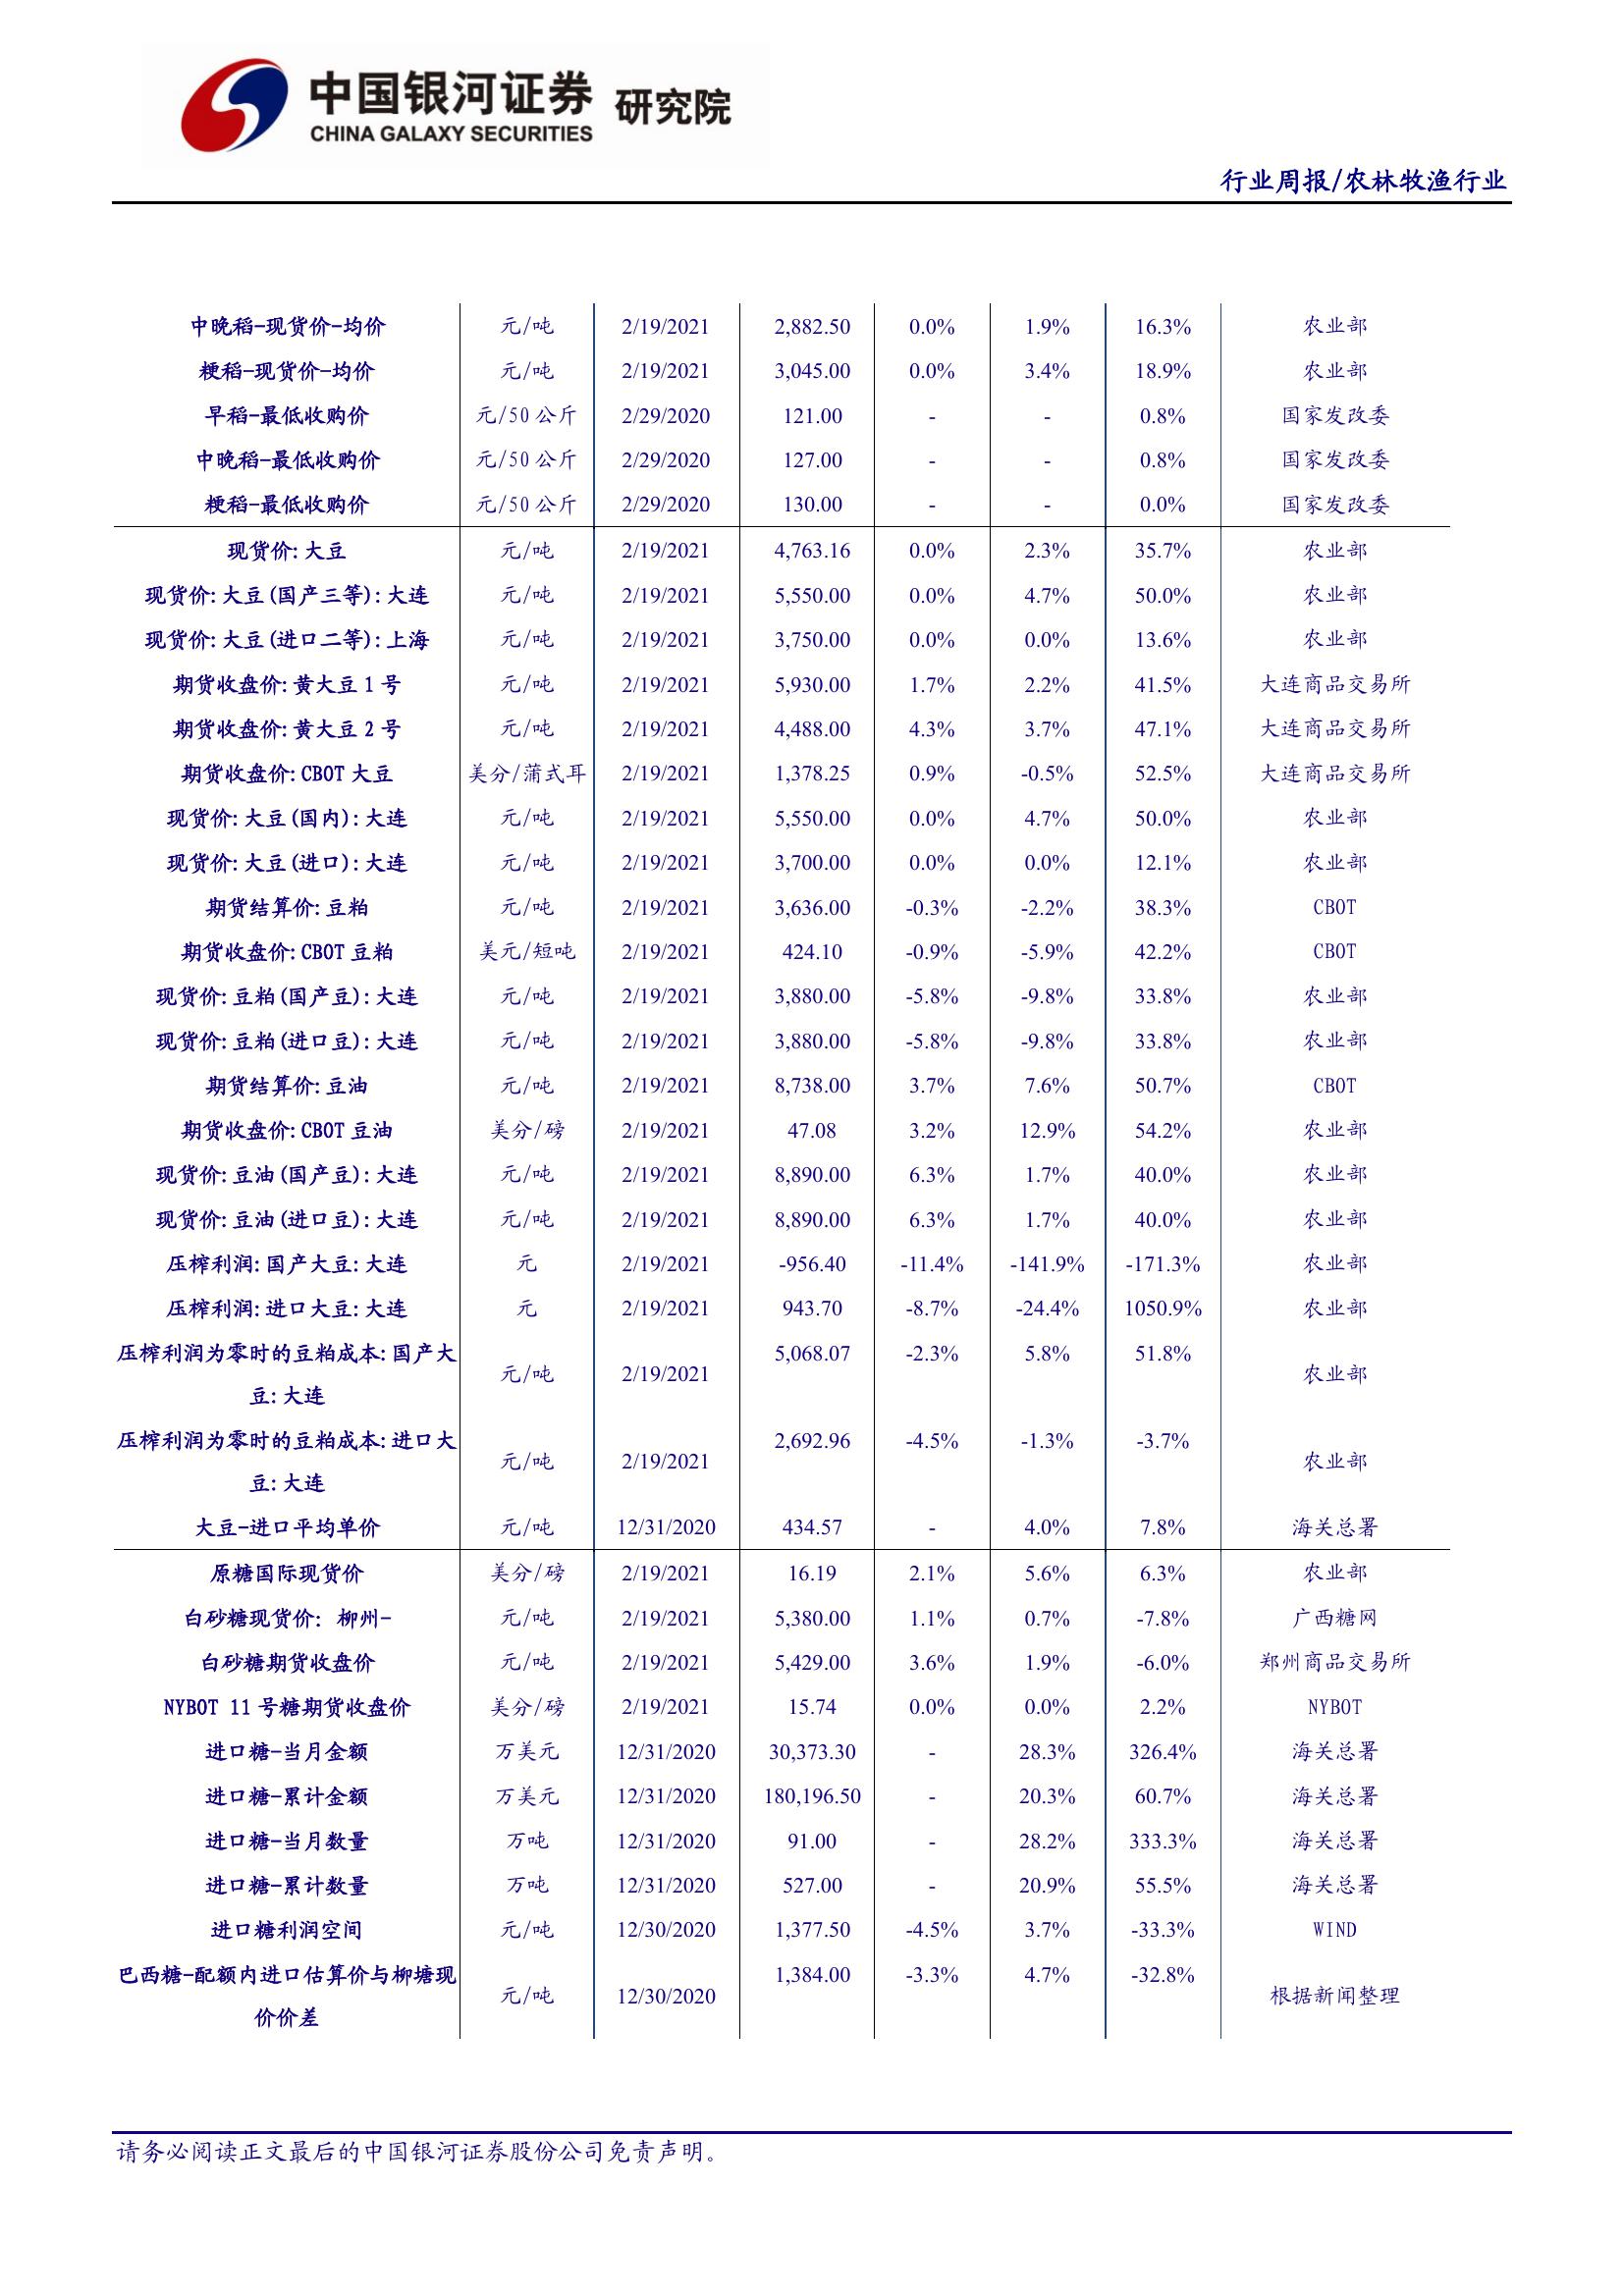 中国银河证券 研究院
CHINA GALAXY SECURITIES
行业周报/农林牧渔行业
中晚稻-现货价-均价 元/吨 2/19/2021 2,882.50 0.0% 1.9% 16.3% 农业部
粳稻-现货价-均价 元/吨 2/19/2021 3,045.00 0.0% 3.4% 18.9% 农业部
早稻-最低收购价 元/50 公斤 2/29/2020 121.00 - - 0.8% 国家发改委
中晚稻-最低收购价 元/50 公斤 2/29/2020 127.00 - - 0.8% 国家发改委
粳稻-最低收购价 元/50 公斤 2/29/2020 130.00 - - 0.0% 国家发改委
现货价:大豆 元/吨 2/19/2021 4,763.16 0.0% 2.3% 35.7% 农业部
现货价:大豆(国产三等):大连 元/吨 2/19/2021 5,550.00 0.0% 4.7% 50.0% 农业部
现货价:大豆(进口二等):上海 元/吨 2/19/2021 3,750.00 0.0% 0.0% 13.6% 农业部
期货收盘价:黄大豆 1 号 元/吨 2/19/2021 5,930.00 1.7% 2.2% 41.5% 大连商品交易所
期货收盘价:黄大豆 2 号 元/吨 2/19/2021 4,488.00 4.3% 3.7% 47.1% 大连商品交易所
期货收盘价:CBOT 大豆 美分/蒲式耳 2/19/2021 1,378.25 0.9% -0.5% 52.5% 大连商品交易所
现货价:大豆(国内):大连 元/吨 2/19/2021 5,550.00 0.0% 4.7% 50.0% 农业部
现货价:大豆(进口):大连 元/吨 2/19/2021 3,700.00 0.0% 0.0% 12.1% 农业部
期货结算价:豆粕 元/吨 2/19/2021 3,636.00 -0.3% -2.2% 38.3% CBOT
期货收盘价:CBOT 豆粕 美元/短吨 2/19/2021 424.10 -0.9% -5.9% 42.2% CBOT
现货价:豆粕(国产豆):大连 元/吨 2/19/2021 3,880.00 -5.8% -9.8% 33.8% 农业部
现货价:豆粕(进口豆):大连 元/吨 2/19/2021 3,880.00 -5.8% -9.8% 33.8% 农业部
期货结算价:豆油 元/吨 2/19/2021 8,738.00 3.7% 7.6% 50.7% CBOT
期货收盘价:CBOT 豆油 美分/磅 2/19/2021 47.08 3.2% 12.9% 54.2% 农业部
现货价:豆油(国产豆):大连 元/吨 2/19/2021 8,890.00 6.3% 1.7% 40.0% 农业部
现货价:豆油(进口豆):大连 元/吨 2/19/2021 8,890.00 6.3% 1.7% 40.0% 农业部
压榨利润:国产大豆:大连 元 2/19/2021 -956.40 -11.4% -141.9% -171.3% 农业部
压榨利润:进口大豆:大连 元 2/19/2021 943.70 -8.7% -24.4% 1050.9% 农业部
压榨利润为零时的豆粕成本:国产大 元/吨 2/19/2021 5,068.07 -2.3% 5.8% 51.8% 农业部
豆:大连
压榨利润为零时的豆粕成本:进口大 元/吨 2/19/2021 2,692.96 -4.5% -1.3% -3.7% 农业部
豆:大连
大豆-进口平均单价 元/吨 12/31/2020 434.57 - 4.0% 7.8% 海关总署
原糖国际现货价 美分/磅 2/19/2021 16.19 2.1% 5.6% 6.3% 农业部
白砂糖现货价: 柳州- 元/吨 2/19/2021 5,380.00 1.1% 0.7% -7.8% 广西糖网
白砂糖期货收盘价 元/吨 2/19/2021 5,429.00 3.6% 1.9% -6.0% 郑州商品交易所
NYBOT 11 号糖期货收盘价 美分/磅 2/19/2021 15.74 0.0% 0.0% 2.2% NYBOT
进口糖-当月金额 万美元 12/31/2020 30,373.30 - 28.3% 326.4% 海关总署
进口糖-累计金额 万美元 12/31/2020 180,196.50 - 20.3% 60.7% 海关总署
进口糖-当月数量 万吨 12/31/2020 91.00 - 28.2% 333.3% 海关总署
进口糖-累计数量 万吨 12/31/2020 527.00 - 20.9% 55.5% 海关总署
进口糖利润空间 元/吨 12/30/2020 1,377.50 -4.5% 3.7% -33.3% WIND
巴西糖-配额内进口估算价与柳塘现 元/吨 12/30/2020 1,384.00 -3.3% 4.7% -32.8% 根据新闻整理
价价差
请务必阅读正文最后的中国银河证券股份公司免责声明。